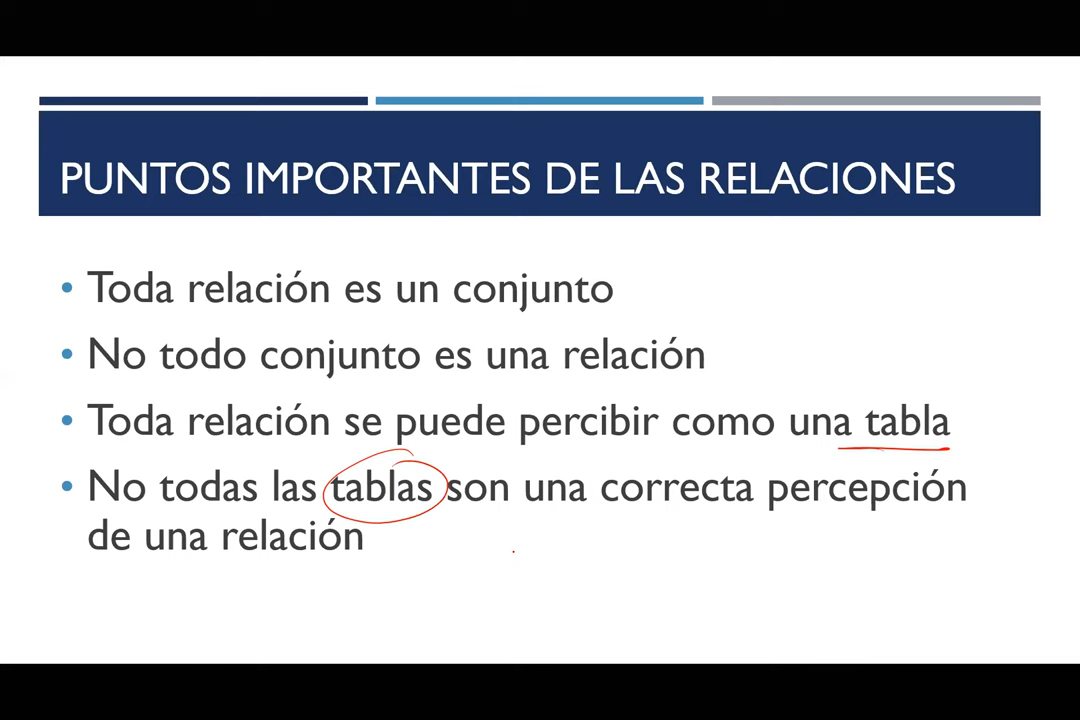 PUNTOS IMPORTANTES DE LAS RELACIONES
• Toda relación es un conjunto
• No todo conjunto es una relación
• Toda relación se puede percibir como una tabla
• No todas las tablas son una correcta percepción
de una relación